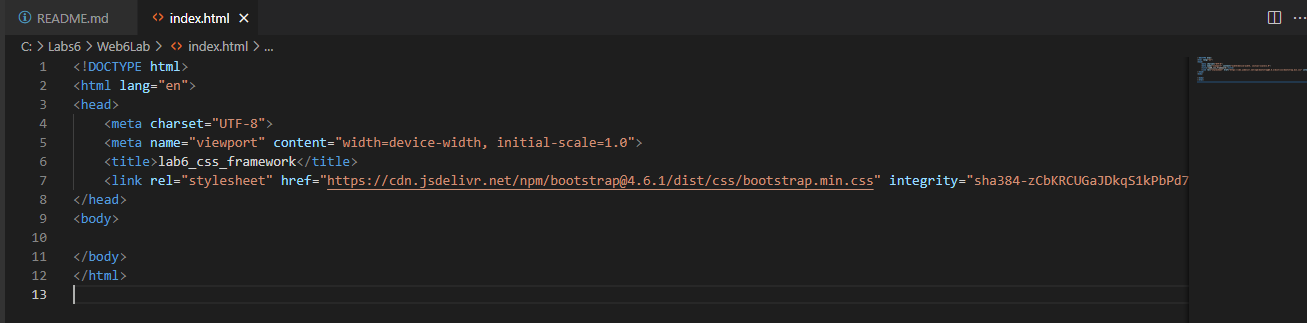 README.md index.html
C: > Labs6 > Web6Lab > index.html > ...
1 <!DOCTYPE html>
2 <html lang="en">
3 <head>
4 <meta charset="UTF-8">
5 <meta name="viewport" content="width=device-width, initial-scale=1.0">
6 <title>lab6_css_framework</title>
7 <link rel="stylesheet" href="https://cdn.jsdelivr.net/npm/bootstrap@4.6.1/dist/css/bootstrap.min.css" integrity="sha384-zCbKRCUGaJDkqS1kPbPd7
8 </head>
9 <body>
10
11 </body>
12 </html>
13